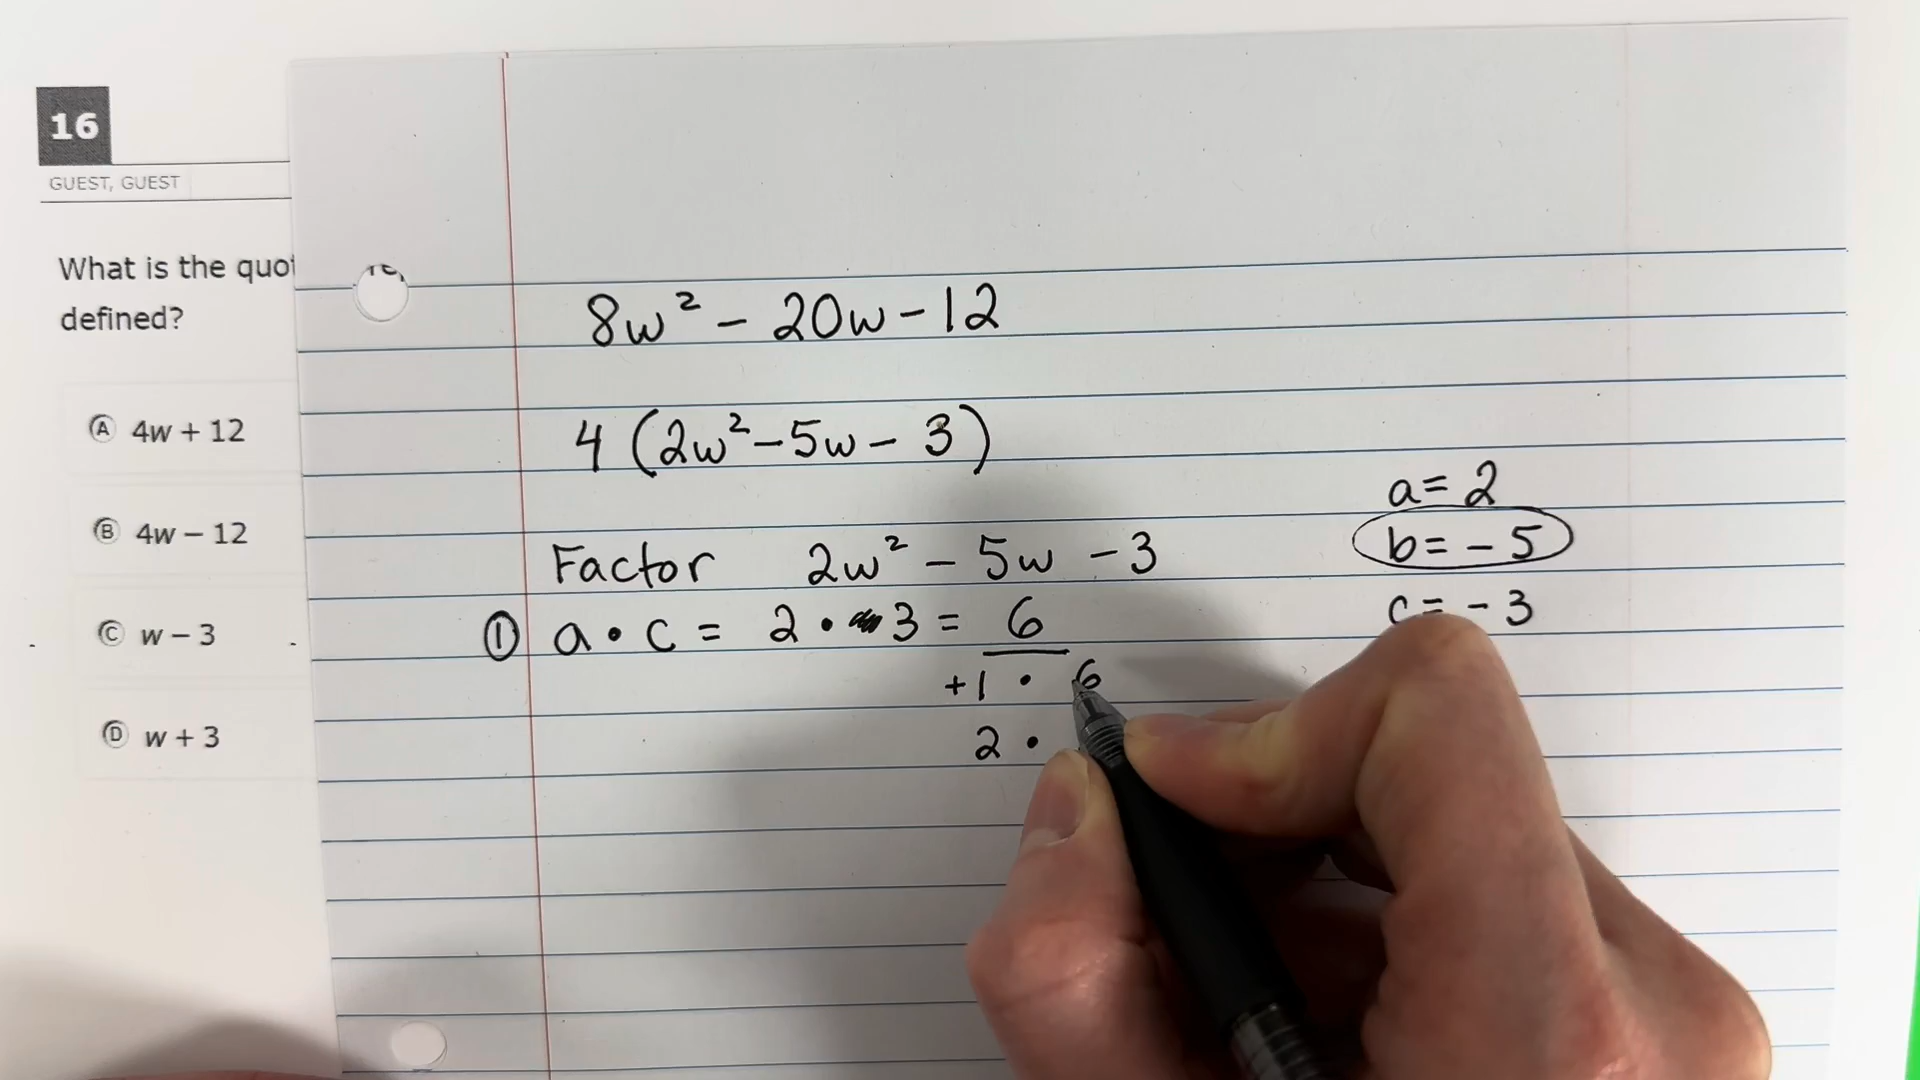 16
GUEST, GUEST
What is the quot
defined?
Ⓐ 4w + 12
Ⓑ 4w – 12
Ⓒ w – 3
Ⓓ w + 3
8w² – 20w – 12
4 (2w² – 5w – 3)
a = 2
b = – 5
c = – 3
Factor 2w² – 5w – 3
① a • c = 2 • 3 = 6
+1 • 6
2 •